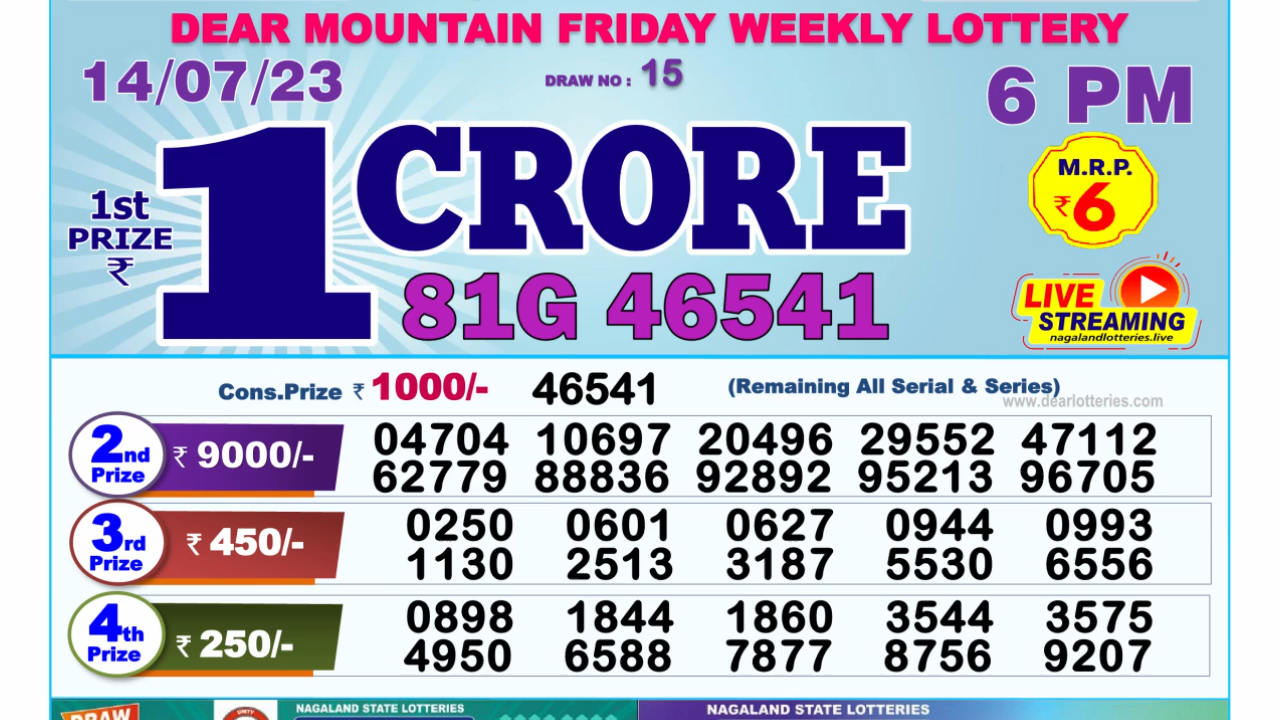 DEAR MOUNTAIN FRIDAY WEEKLY LOTTERY
14/07/23
DRAW NO : 15
6 PM
1st
PRIZE
₹
1 CRORE
81G 46541
M.R.P.
₹6
LIVE
STREAMING
nagalandlotteries.live
Cons.Prize ₹ 1000/- 46541 (Remaining All Serial & Series)
www.dearlotteries.com
2nd Prize ₹ 9000/-
04704 10697 20496 29552 47112
62779 88836 92892 95213 96705
3rd Prize ₹ 450/-
0250 0601 0627 0944 0993
1130 2513 3187 5530 6556
4th Prize ₹ 250/-
0898 1844 1860 3544 3575
4950 6588 7877 8756 9207
DRAW
UNITY
NAGALAND STATE LOTTERIES
NAGALAND STATE LOTTERIES